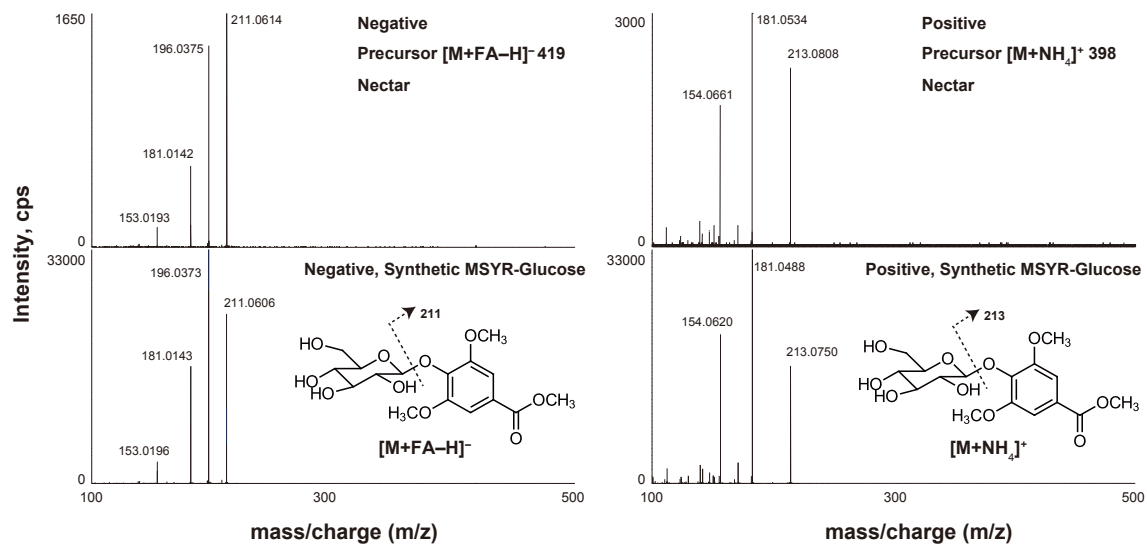 1650
211.0614
Negative
196.0375
Precursor [M+FA–H]⁻ 419
Nectar
181.0142
153.0193
0
3000
181.0534
Positive
213.0808
Precursor [M+NH₄]⁺ 398
154.0661
Nectar
0
Intensity, cps
33000
196.0373
Negative, Synthetic MSYR-Glucose
211.0606
211
181.0143
HO
O
O
OCH₃
HO
HO
OH
H₃CO
OCH₃
O
153.0196
[M+FA–H]⁻
0
100
300
500
mass/charge (m/z)
33000
181.0488
Positive, Synthetic MSYR-Glucose
154.0620
213
213.0750
HO
O
O
OCH₃
HO
HO
OH
H₃CO
OCH₃
O
[M+NH₄]⁺
0
100
300
500
mass/charge (m/z)